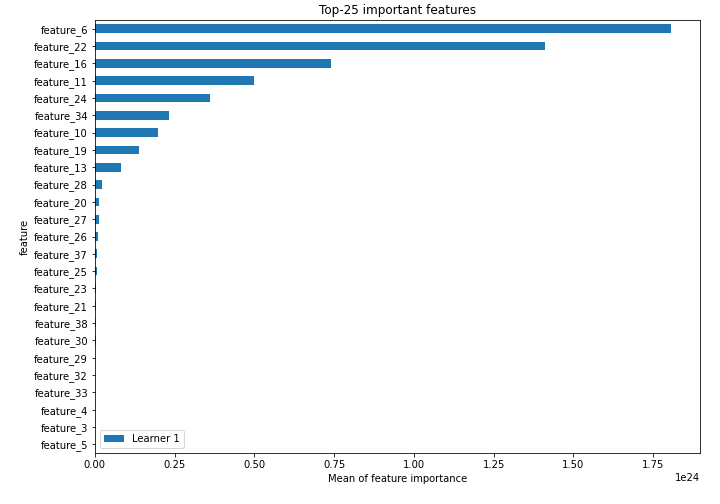 Top-25 important features
feature_6
feature_22
feature_16
feature_11
feature_24
feature_34
feature_10
feature_19
feature_13
feature_28
feature_20
feature_27
feature_26
feature_37
feature_25
feature_23
feature_21
feature_38
feature_30
feature_29
feature_32
feature_33
feature_4
feature_3
feature_5
feature
Learner 1
0.00 0.25 0.50 0.75 1.00 1.25 1.50 1.75
1e24
Mean of feature importance